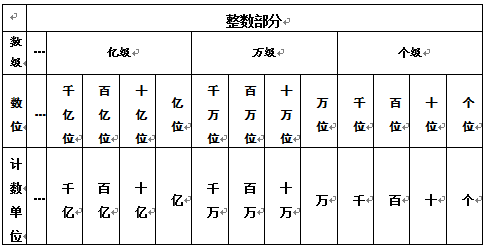 整数部分
数级 … 亿级 万级 个级
数位 … 千亿位 百亿位 十亿位 亿位 千万位 百万位 十万位 万位 千位 百位 十位 个位
计数单位 … 千亿 百亿 十亿 亿 千万 百万 十万 万 千 百 十 个